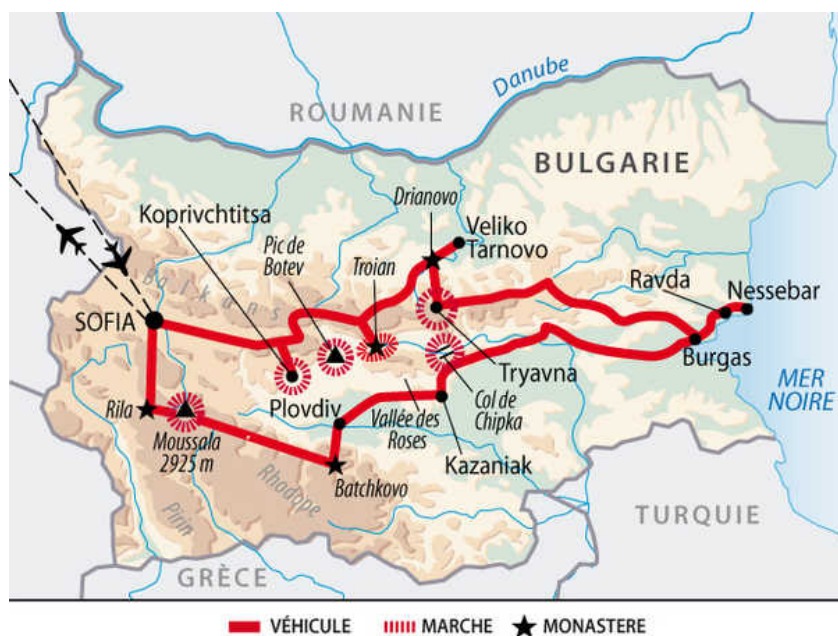 Danube
ROUMANIE
BULGARIE
Drianovo
Koprivchtitsa
Veliko
Tarnovo
Pic de
Botev
Troian
Balkans
Ravda
Nessebar
SOFIA
Burgas
Tryavna
MER
NOIRE
Plovdiv
Col de
Chipka
Rila
Vallée des
Roses
Moussala
2925 m
Kazaniak
Batchkovo
Rhodope
Pirin
TURQUIE
GRÈCE
VÉHICULE MARCHE MONASTERE